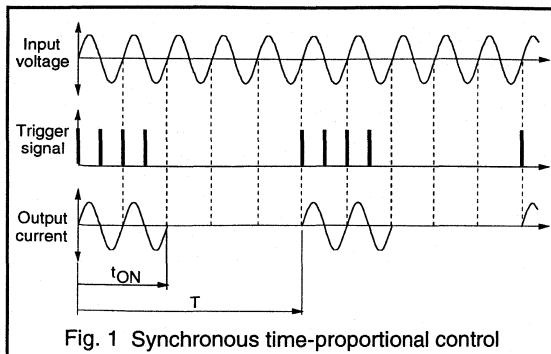 Input
voltage
Trigger
signal
Output
current
tON
T
Fig. 1 Synchronous time-proportional control